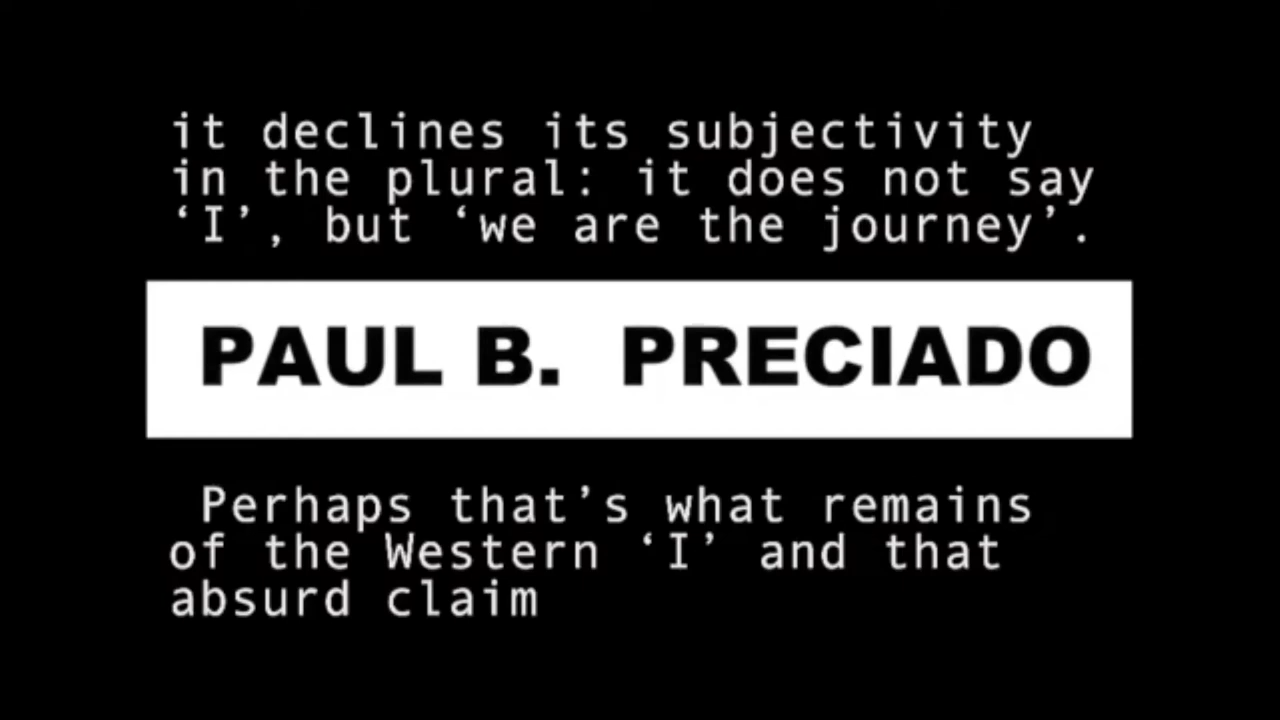 it declines its subjectivity
in the plural: it does not say
‘I’, but ‘we are the journey’.
PAUL B. PRECIADO
Perhaps that’s what remains
of the Western ‘I’ and that
absurd claim